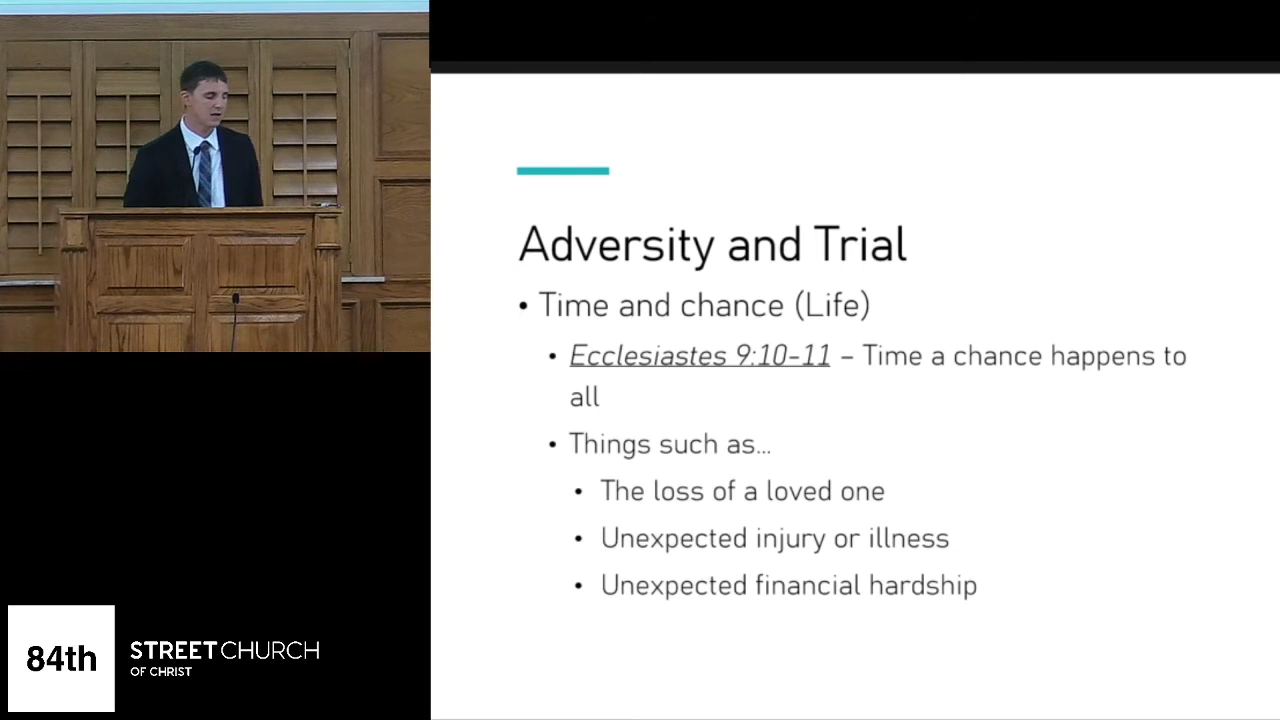 Adversity and Trial
• Time and chance (Life)
• Ecclesiastes 9:10-11 – Time a chance happens to
all
• Things such as...
• The loss of a loved one
• Unexpected injury or illness
• Unexpected financial hardship
84th
STREET CHURCH
OF CHRIST